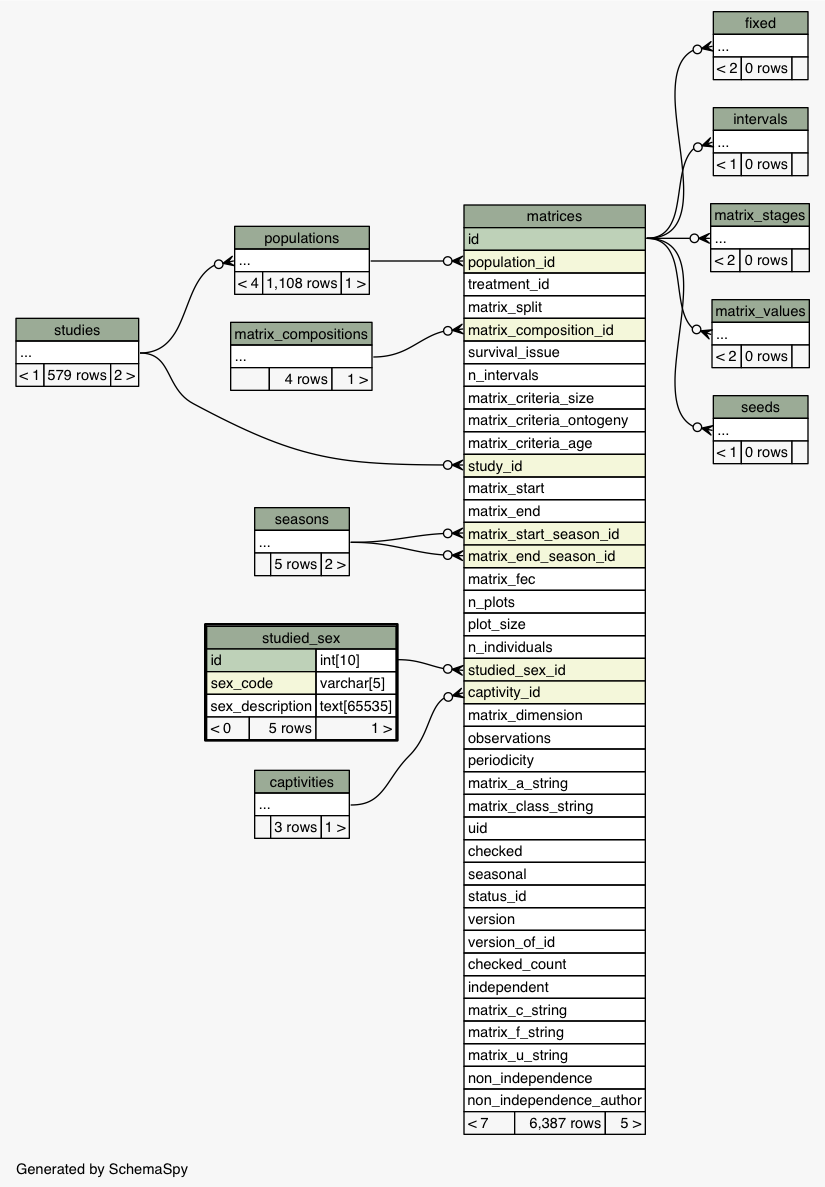 fixed
...
< 2 0 rows
intervals
...
< 1 0 rows
matrix_stages
...
< 2 0 rows
matrix_values
...
< 2 0 rows
seeds
...
< 1 0 rows
populations
...
< 4 1,108 rows 1 >
studies
...
< 1 579 rows 2 >
matrix_compositions
...
4 rows 1 >
seasons
...
5 rows 2 >
studied_sex
id int[10]
sex_code varchar[5]
sex_description text[65535]
< 0 5 rows 1 >
captivities
...
3 rows 1 >
matrices
id
population_id
treatment_id
matrix_split
matrix_composition_id
survival_issue
n_intervals
matrix_criteria_size
matrix_criteria_ontogeny
matrix_criteria_age
study_id
matrix_start
matrix_end
matrix_start_season_id
matrix_end_season_id
matrix_fec
n_plots
plot_size
n_individuals
studied_sex_id
captivity_id
matrix_dimension
observations
periodicity
matrix_a_string
matrix_class_string
uid
checked
seasonal
status_id
version
version_of_id
checked_count
independent
matrix_c_string
matrix_f_string
matrix_u_string
non_independence
non_independence_author
< 7 6,387 rows 5 >
Generated by SchemaSpy